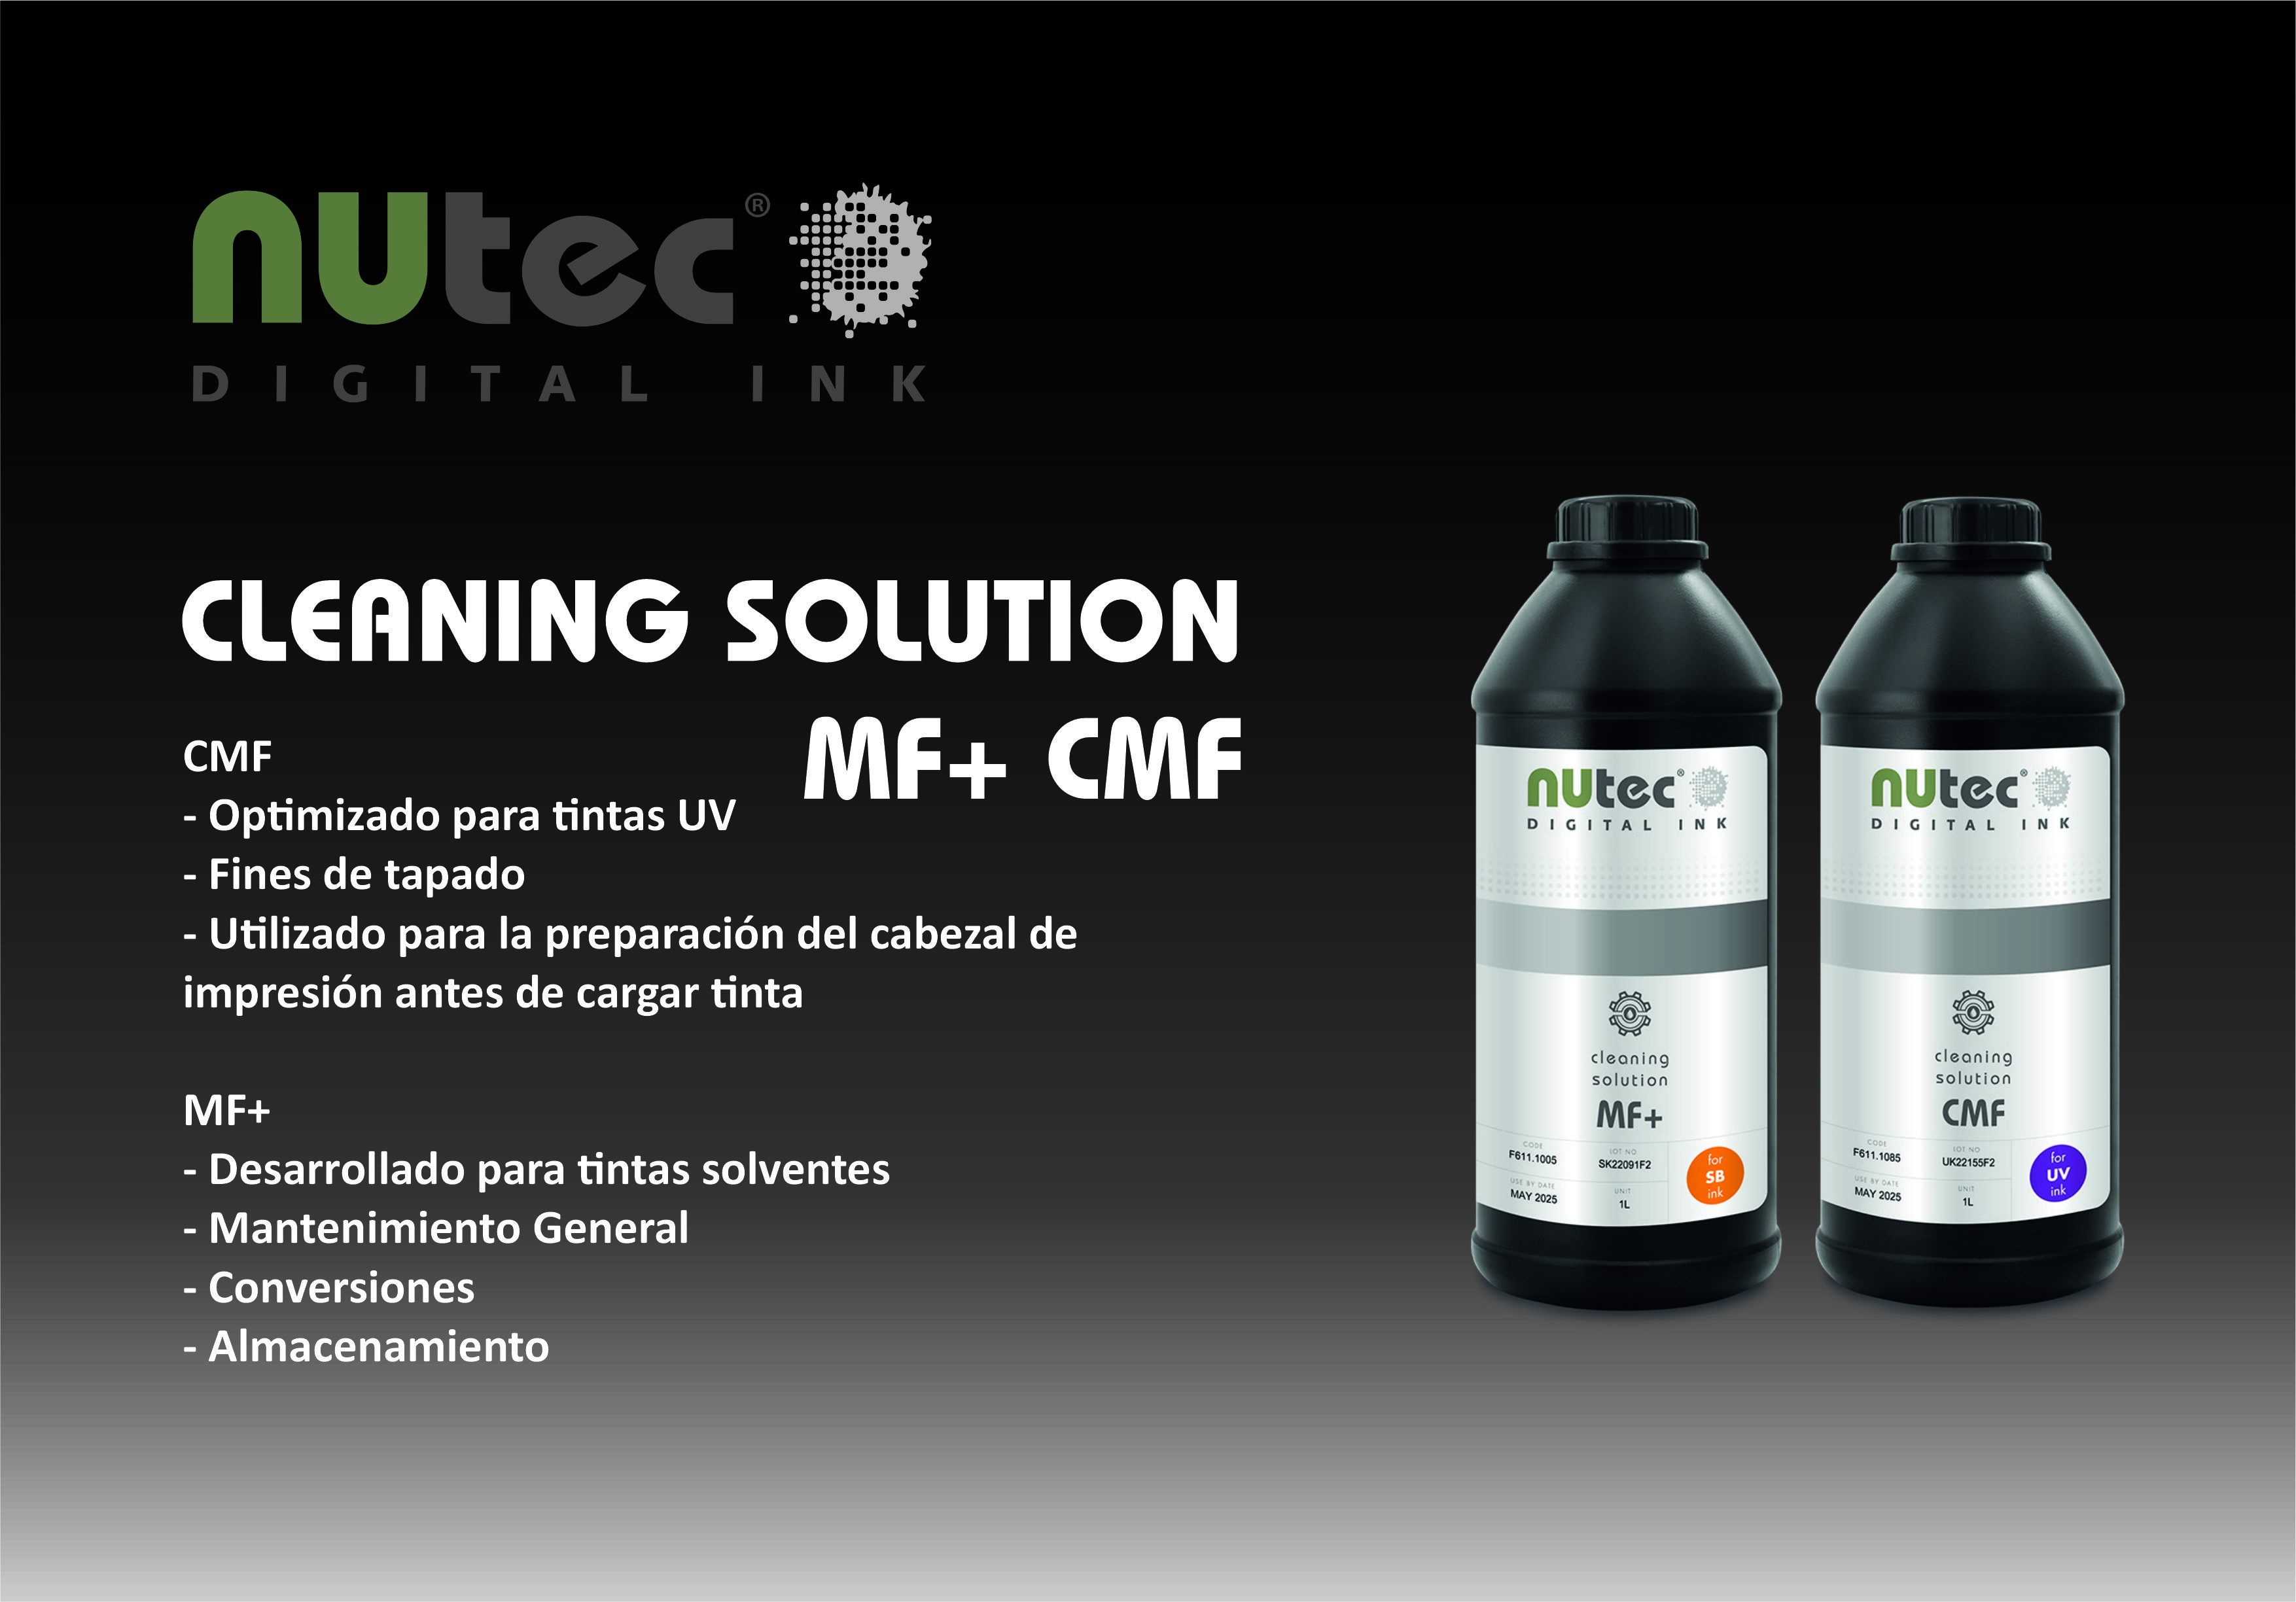 nutec®
DIGITAL INK
CLEANING SOLUTION
MF+ CMF
CMF
- Optimizado para tintas UV
- Fines de tapado
- Utilizado para la preparación del cabezal de
impresión antes de cargar tinta
MF+
- Desarrollado para tintas solventes
- Mantenimiento General
- Conversiones
- Almacenamiento
nutec®
DIGITAL INK
cleaning
solution
MF+
CODE
F611.1005
LOT NO
SK22091F2
USE BY DATE
MAY 2025
UNIT
1L
for
SB
ink
nutec®
DIGITAL INK
cleaning
solution
CMF
CODE
F611.1085
LOT NO
UK22155F2
USE BY DATE
MAY 2025
UNIT
1L
for
UV
ink